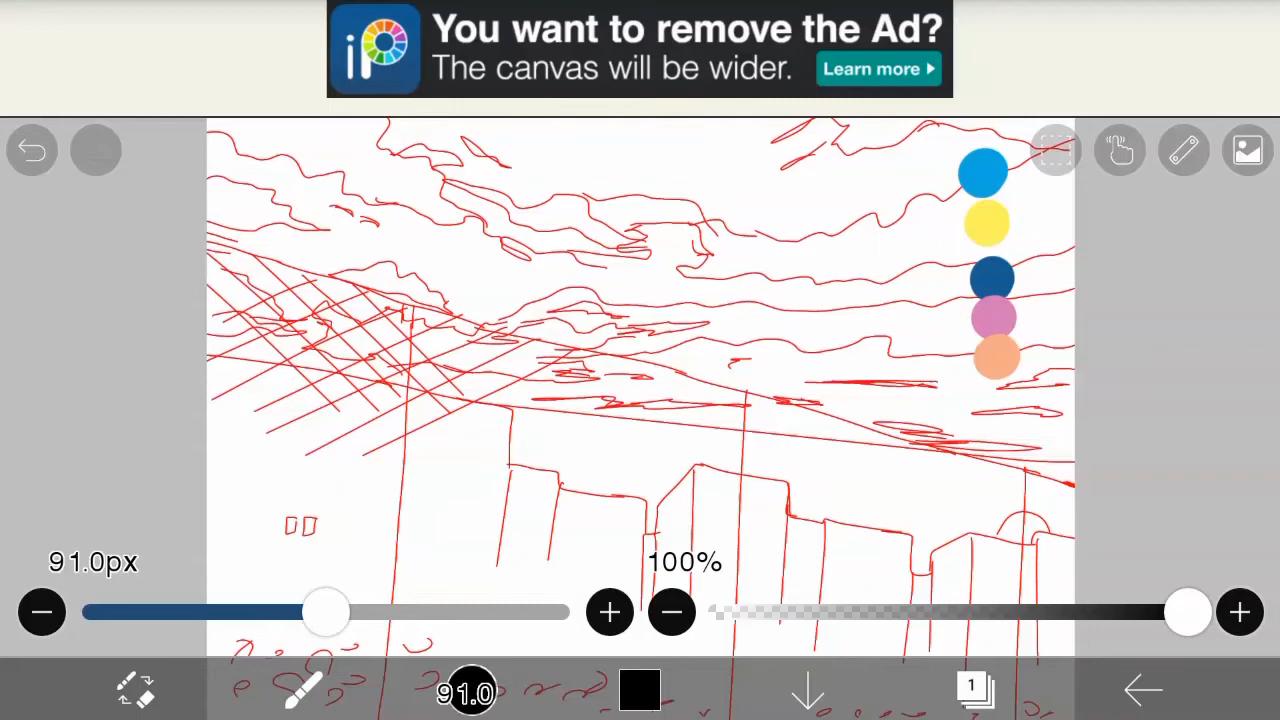 iP
You want to remove the Ad?
The canvas will be wider.
Learn more
91.0px
100%
91.0
1